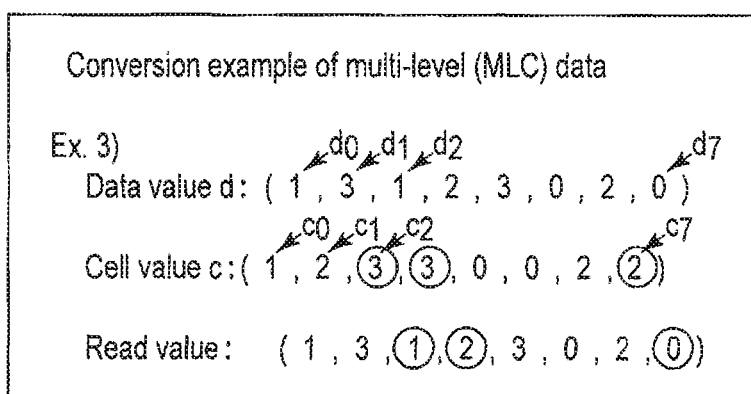 Conversion example of multi-level (MLC) data
Ex. 3)
d0 d1 d2 d7
Data value d: ( 1 , 3 , 1 , 2 , 3 , 0 , 2 , 0 )
c0 c1 c2 c7
Cell value c:( 1 , 2 , 3 , 3 , 0 , 0 , 2 , 2 )
Read value: ( 1 , 3 , 1 , 2 , 3 , 0 , 2 , 0 )